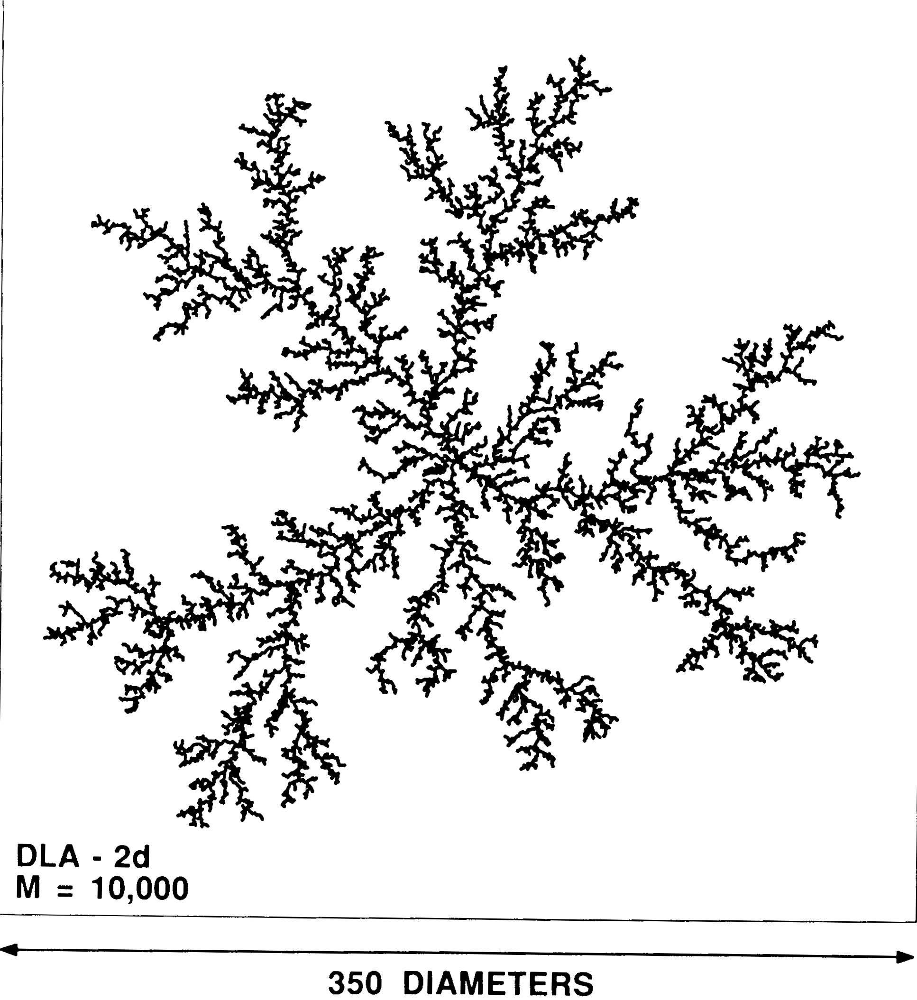 DLA - 2d
M = 10,000
350 DIAMETERS